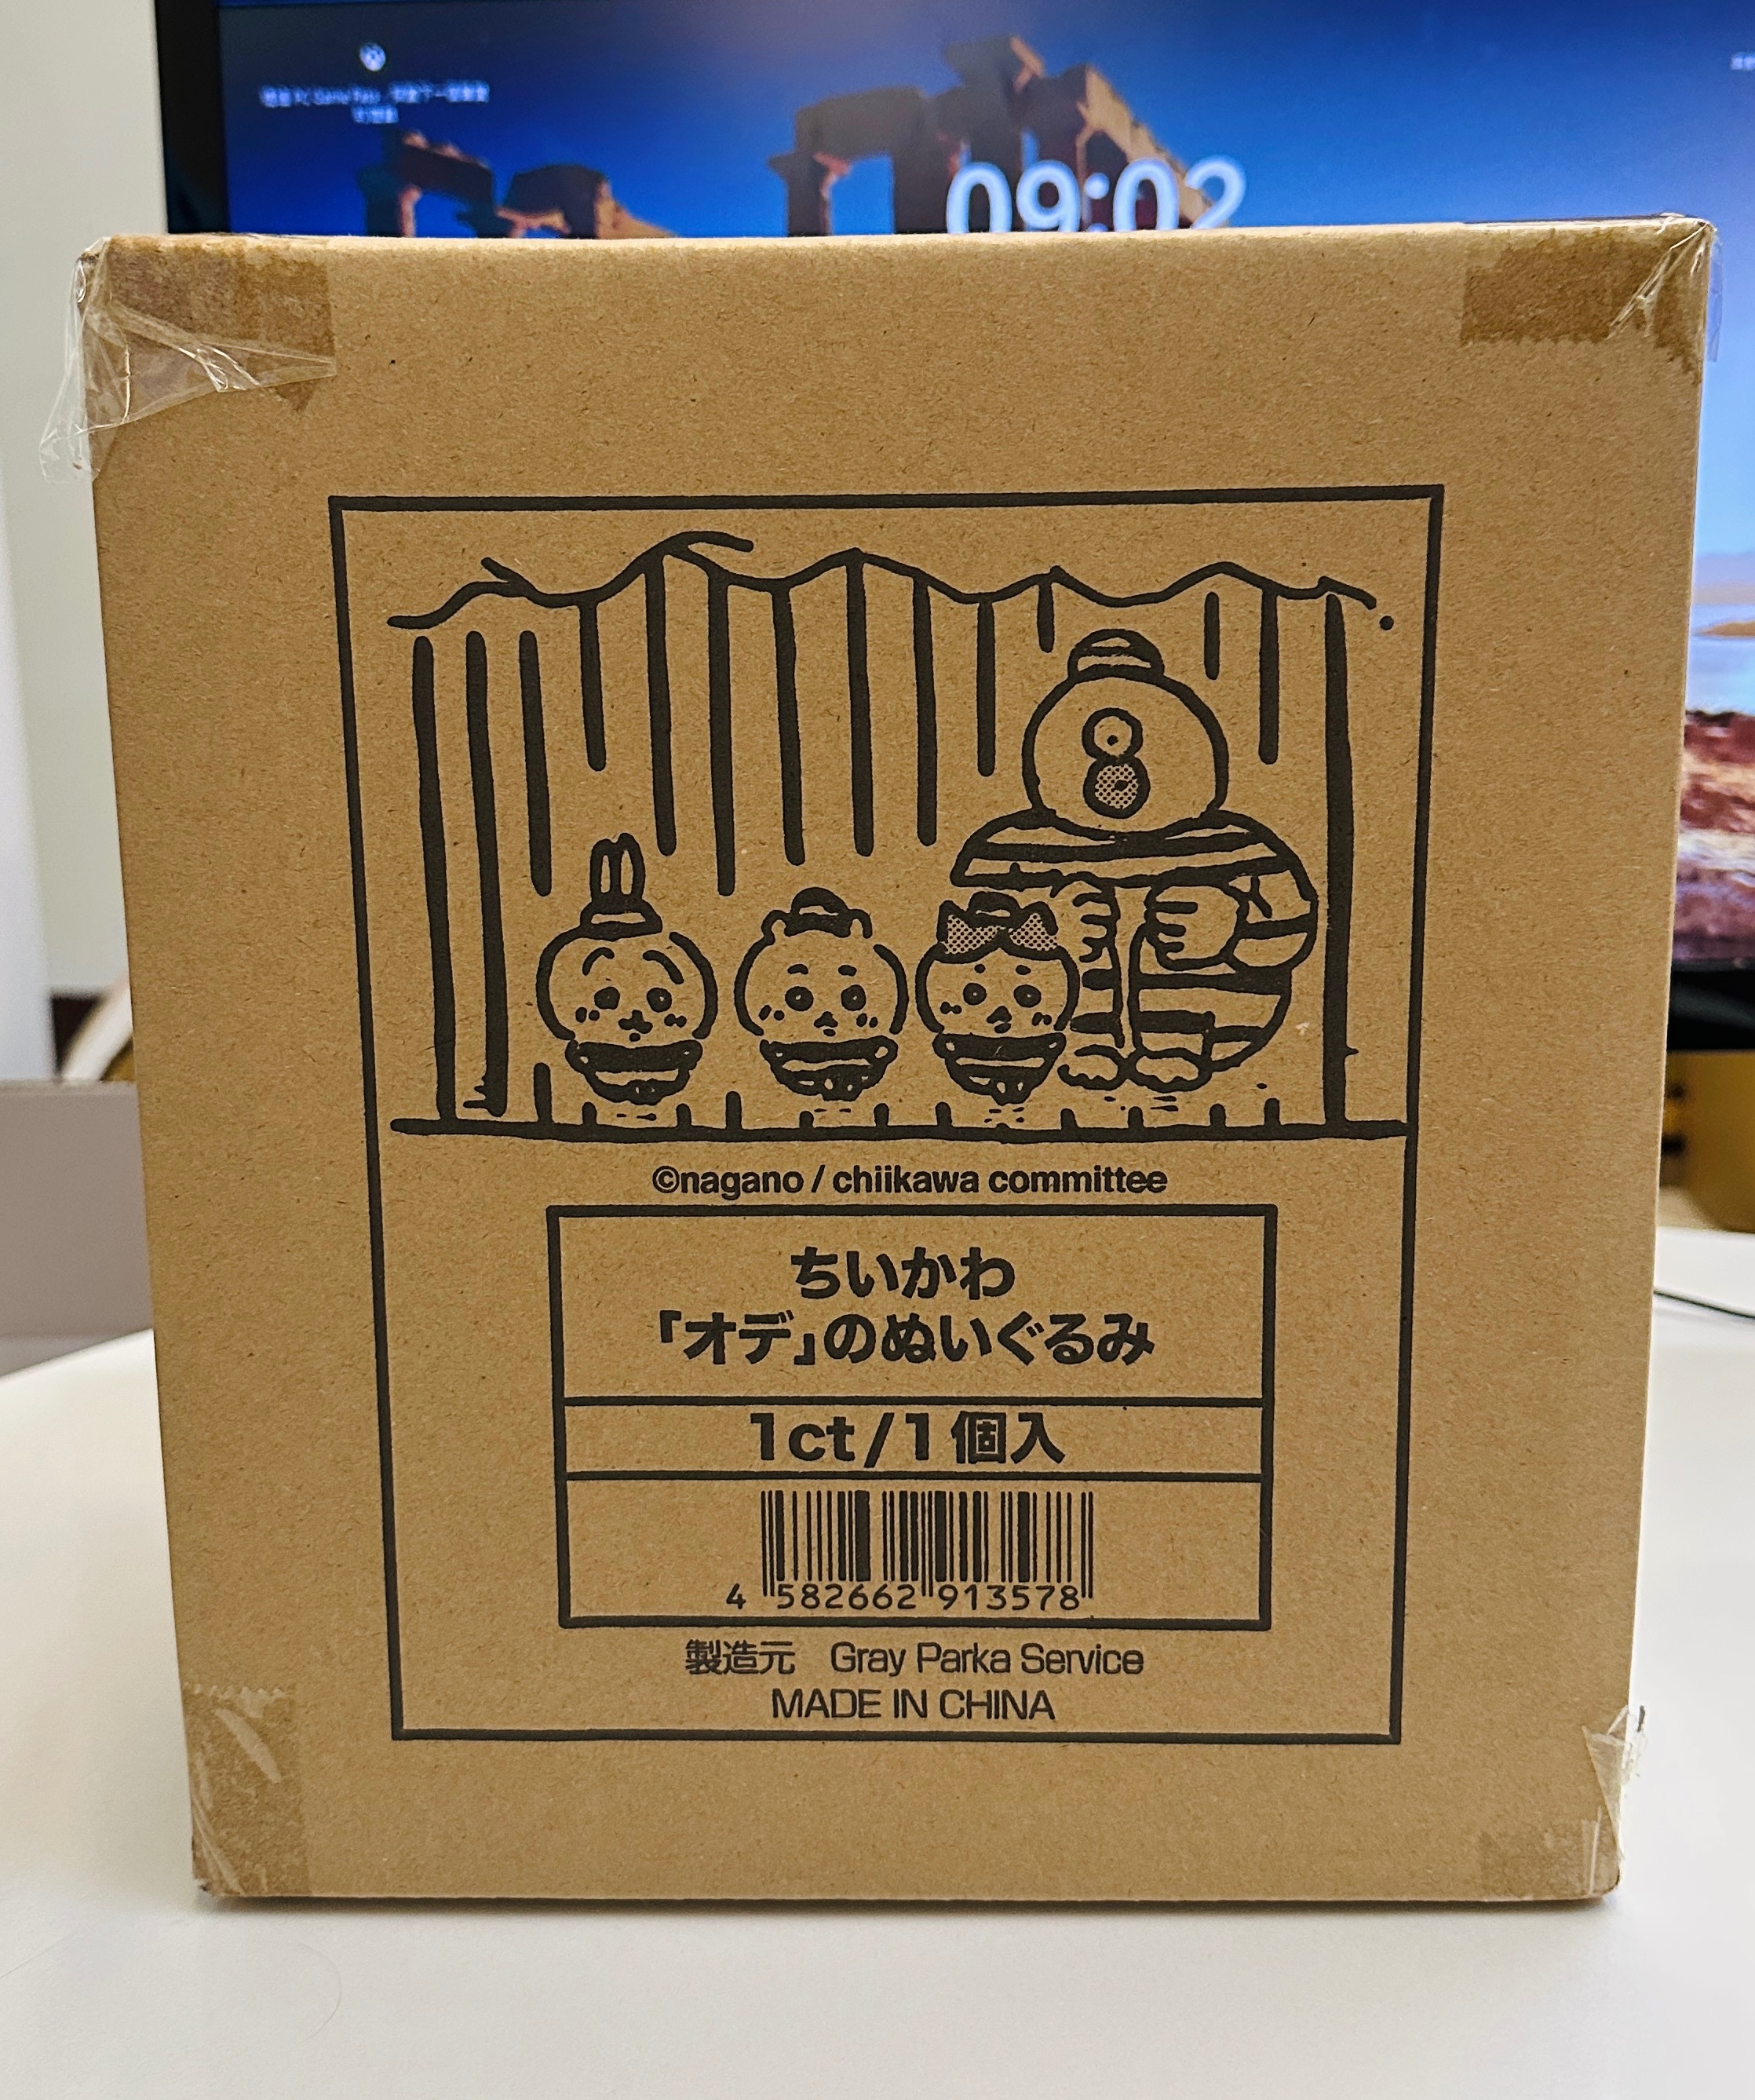 09:02
©nagano / chiikawa committee
ちいかわ
「オデ」のぬいぐるみ
1ct/1個入
4 582662 913578
製造元 Gray Parka Service
MADE IN CHINA